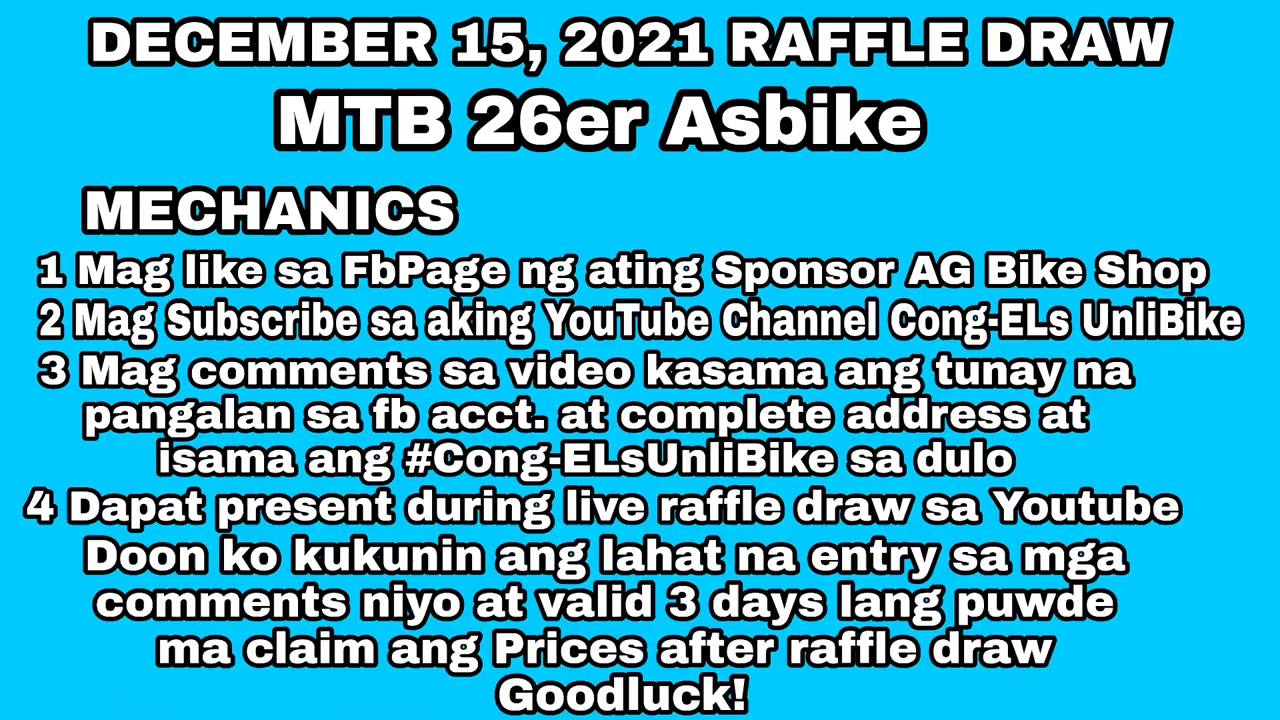 DECEMBER 15, 2021 RAFFLE DRAW
MTB 26er Asbike
MECHANICS
1 Mag like sa FbPage ng ating Sponsor AG Bike Shop
2 Mag Subscribe sa aking YouTube Channel Cong-ELs UnliBike
3 Mag comments sa video kasama ang tunay na
pangalan sa fb acct. at complete address at
isama ang #Cong-ELsUnliBike sa dulo
4 Dapat present during live raffle draw sa Youtube
Doon ko kukunin ang lahat na entry sa mga
comments niyo at valid 3 days lang puwde
ma claim ang Prices after raffle draw
Goodluck!